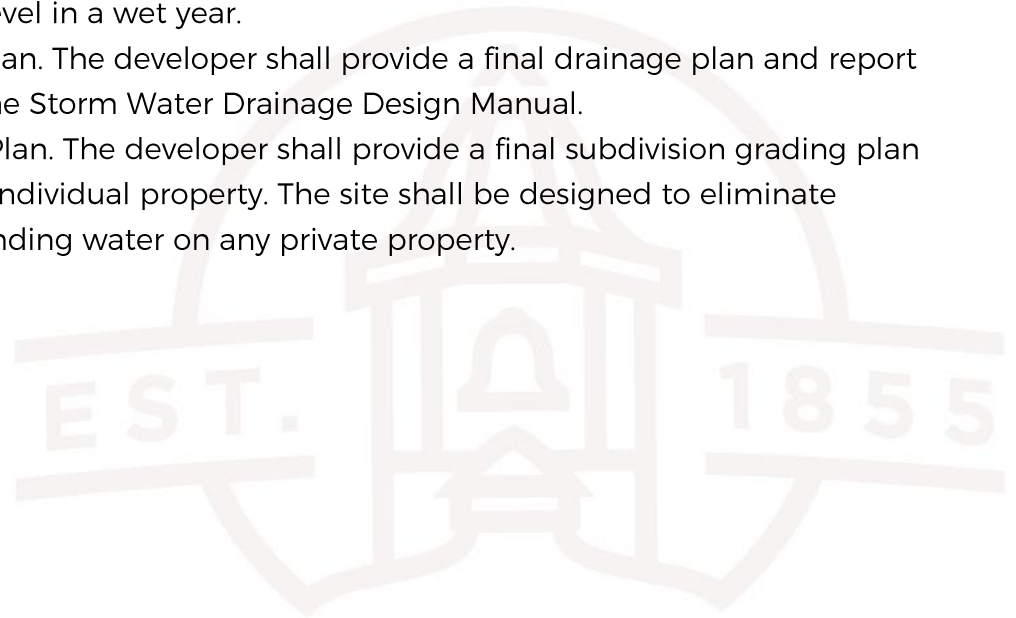 vel in a wet year.
an. The developer shall provide a final drainage plan and report
e Storm Water Drainage Design Manual.
Plan. The developer shall provide a final subdivision grading plan
ndividual property. The site shall be designed to eliminate
nding water on any private property.
EST. 1855